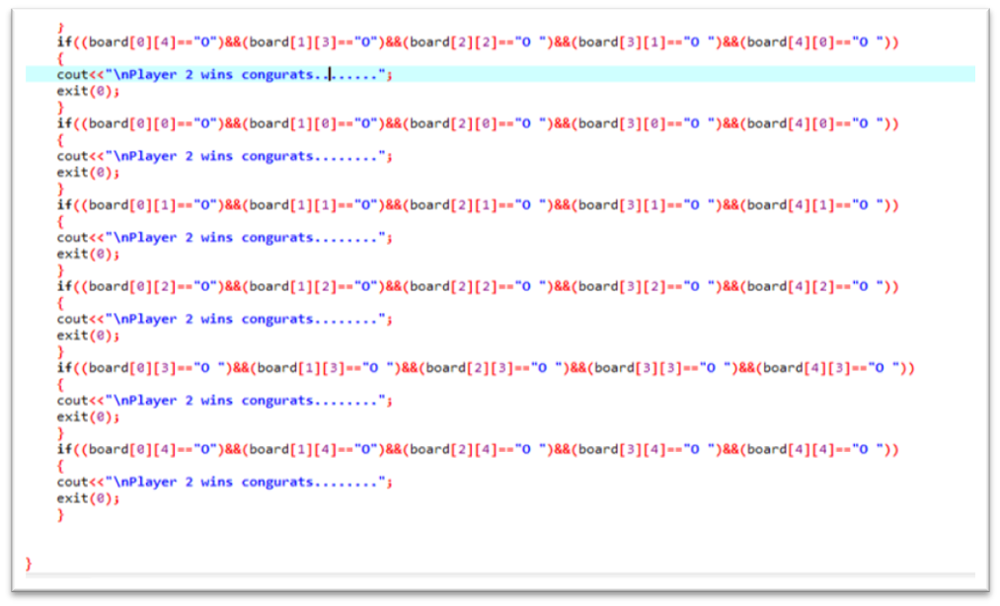 }
if((board[0][4]=="O")&&(board[1][3]=="O")&&(board[2][2]=="O ")&&(board[3][1]=="O ")&&(board[4][0]=="O "))
{
cout<<"\nPlayer 2 wins congurats........";
exit(0);
}
if((board[0][0]=="O")&&(board[1][0]=="O")&&(board[2][0]=="O ")&&(board[3][0]=="O ")&&(board[4][0]=="O "))
{
cout<<"\nPlayer 2 wins congurats........";
exit(0);
}
if((board[0][1]=="O")&&(board[1][1]=="O")&&(board[2][1]=="O ")&&(board[3][1]=="O ")&&(board[4][1]=="O "))
{
cout<<"\nPlayer 2 wins congurats........";
exit(0);
}
if((board[0][2]=="O")&&(board[1][2]=="O")&&(board[2][2]=="O ")&&(board[3][2]=="O ")&&(board[4][2]=="O "))
{
cout<<"\nPlayer 2 wins congurats........";
exit(0);
}
if((board[0][3]=="O ")&&(board[1][3]=="O ")&&(board[2][3]=="O ")&&(board[3][3]=="O ")&&(board[4][3]=="O "))
{
cout<<"\nPlayer 2 wins congurats........";
exit(0);
}
if((board[0][4]=="O")&&(board[1][4]=="O")&&(board[2][4]=="O ")&&(board[3][4]=="O ")&&(board[4][4]=="O "))
{
cout<<"\nPlayer 2 wins congurats........";
exit(0);
}
}